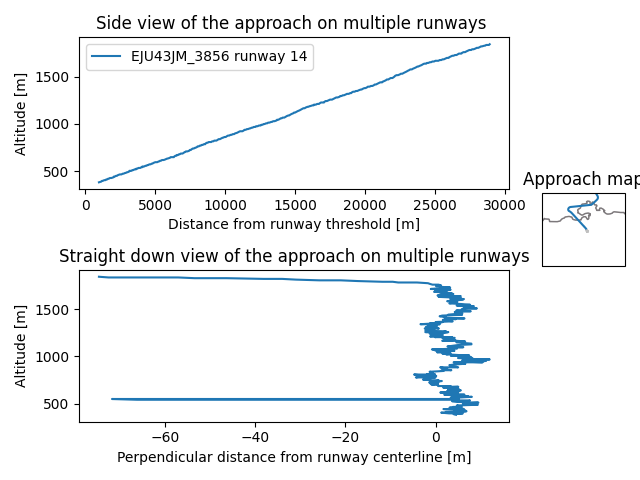 Side view of the approach on multiple runways
Altitude [m]
1500
1000
500
EJU43JM_3856 runway 14
0
5000
10000
15000
20000
25000
30000
Distance from runway threshold [m]
Approach map
Straight down view of the approach on multiple runways
Altitude [m]
1500
1000
500
−60
−40
−20
0
Perpendicular distance from runway centerline [m]